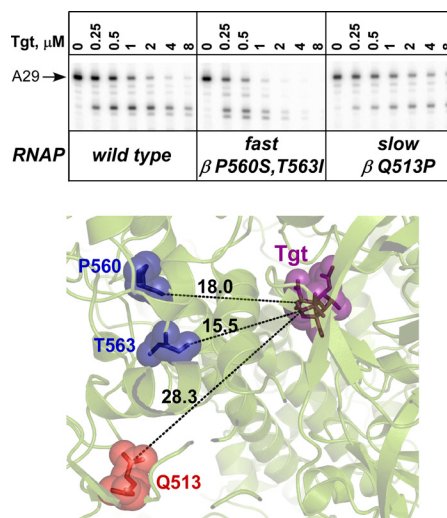 Tgt, μM 0 0.25 0.5 1 2 4 8 0 0.25 0.5 1 2 4 8 0 0.25 0.5 1 2 4 8
A29
RNAP wild type fast β P560S,T563I slow β Q513P
P560 Tgt
18.0
T563 15.5
28.3
Q513